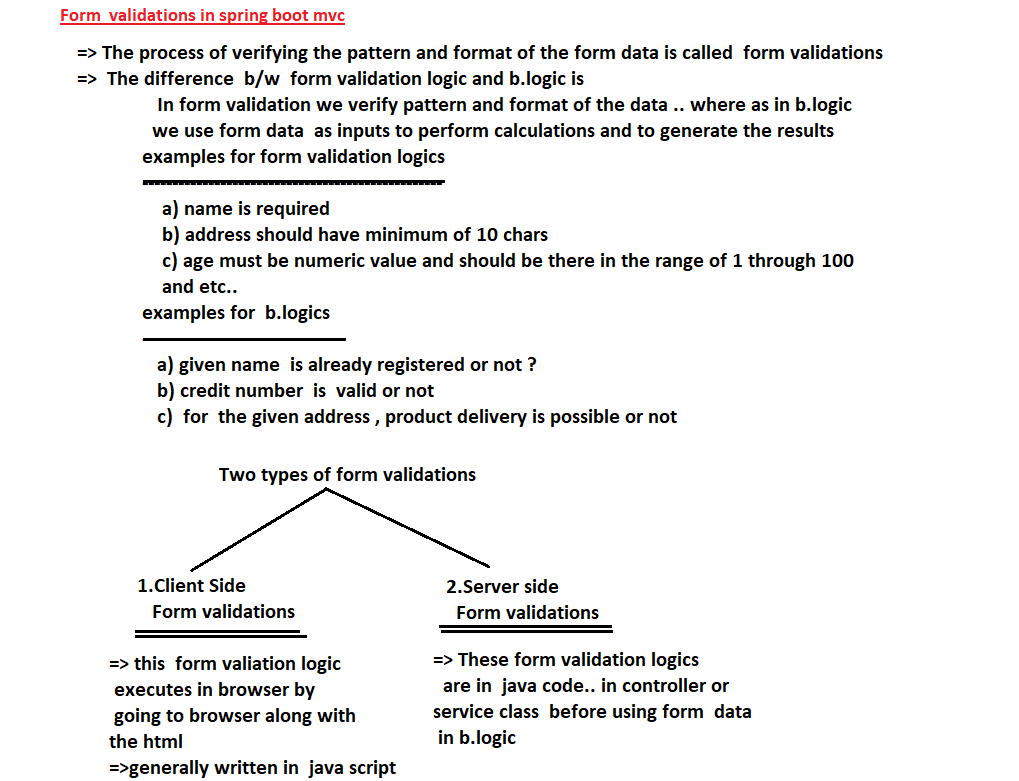 Form validations in spring boot mvc
=> The process of verifying the pattern and format of the form data is called form validations
=> The difference b/w form validation logic and b.logic is
In form validation we verify pattern and format of the data .. where as in b.logic
we use form data as inputs to perform calculations and to generate the results
examples for form validation logics
a) name is required
b) address should have minimum of 10 chars
c) age must be numeric value and should be there in the range of 1 through 100
and etc..
examples for b.logics
a) given name is already registered or not ?
b) credit number is valid or not
c) for the given address , product delivery is possible or not
Two types of form validations
1.Client Side
Form validations
=> this form valiation logic
executes in browser by
going to browser along with
the html
=>generally written in java script
2.Server side
Form validations
=> These form validation logics
are in java code.. in controller or
service class before using form data
in b.logic